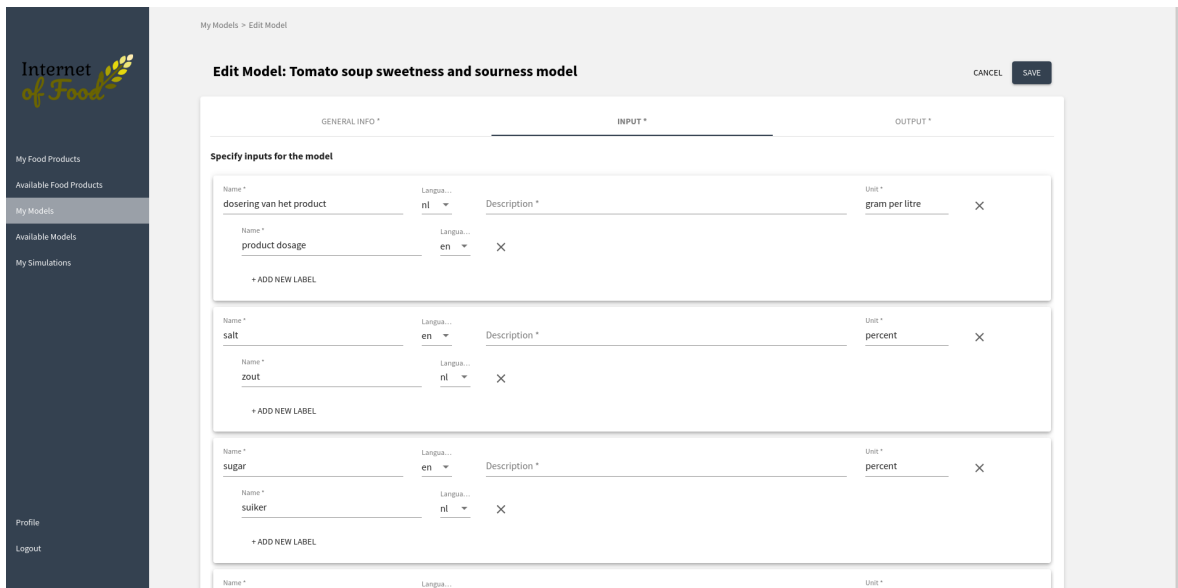 My Models > Edit Model
Internet
of Food
Edit Model: Tomato soup sweetness and sourness model
CANCEL
SAVE
GENERAL INFO *
INPUT *
OUTPUT *
My Food Products
Available Food Products
My Models
Available Models
My Simulations
Profile
Logout
Specify inputs for the model
Name *
Langua...
Unit *
dosering van het product
nl
Description *
gram per litre
Name *
Langua...
product dosage
en
+ ADD NEW LABEL
Name *
Langua...
Unit *
salt
en
Description *
percent
Name *
Langua...
zout
nl
+ ADD NEW LABEL
Name *
Langua...
Unit *
sugar
en
Description *
percent
Name *
Langua...
suiker
nl
+ ADD NEW LABEL
Name *
Langua...
Unit *